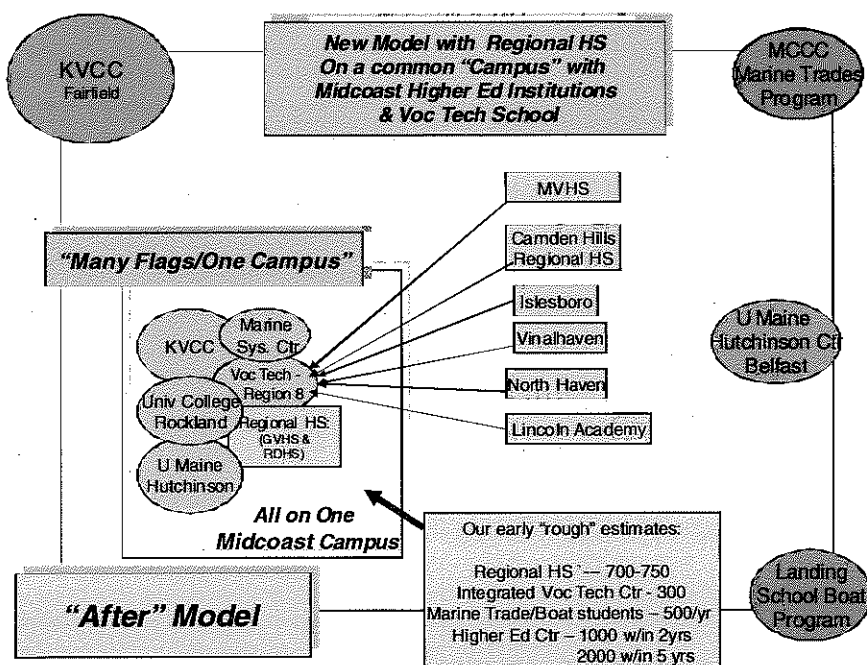 KVCC
Fairfield
New Model with Regional HS
On a common “Campus” with
Midcoast Higher Ed Institutions
& Voc Tech School
MCCC
Marine Trades
Program
MVHS
Camden Hills
Regional HS
Islesboro
Vinalhaven
North Haven
Lincoln Academy
“Many Flags/One Campus”
KVCC
Marine
Sys. Ctr
Voc Tech -
Region 8
Univ College
Rockland
Regional HS:
(GVHS &
RDHS)
U Maine
Hutchinson
All on One
Midcoast Campus
U Maine
Hutchinson Ctr
Belfast
“After” Model
Our early “rough” estimates:
Regional HS --- 700-750
Integrated Voc Tech Ctr - 300
Marine Trade/Boat students – 500/yr
Higher Ed Ctr – 1000 w/in 2yrs
2000 w/in 5 yrs
Landing
School Boat
Program